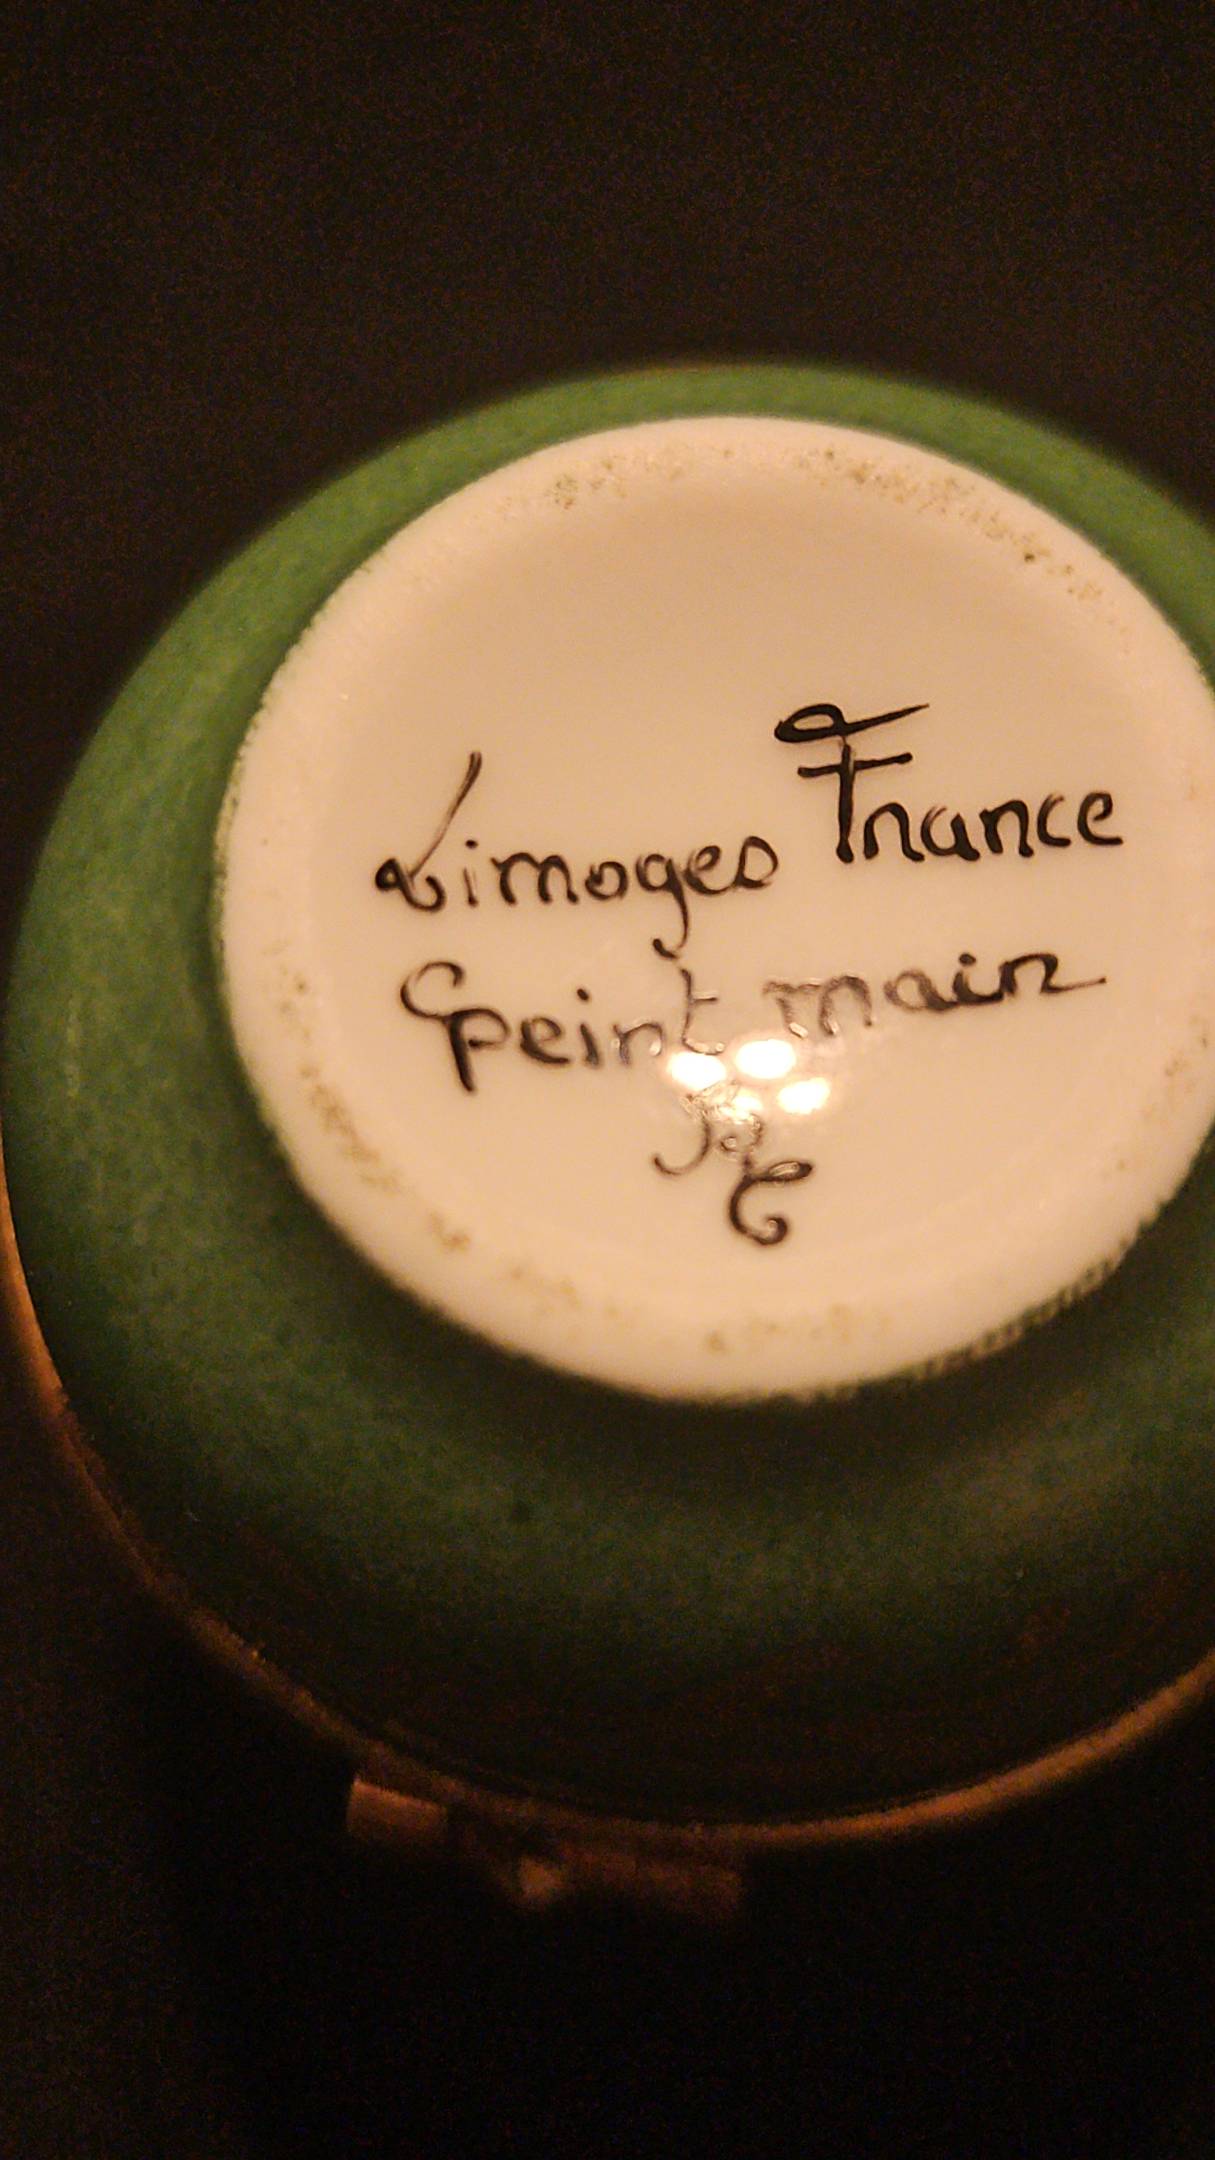 Limoges France
Peint main